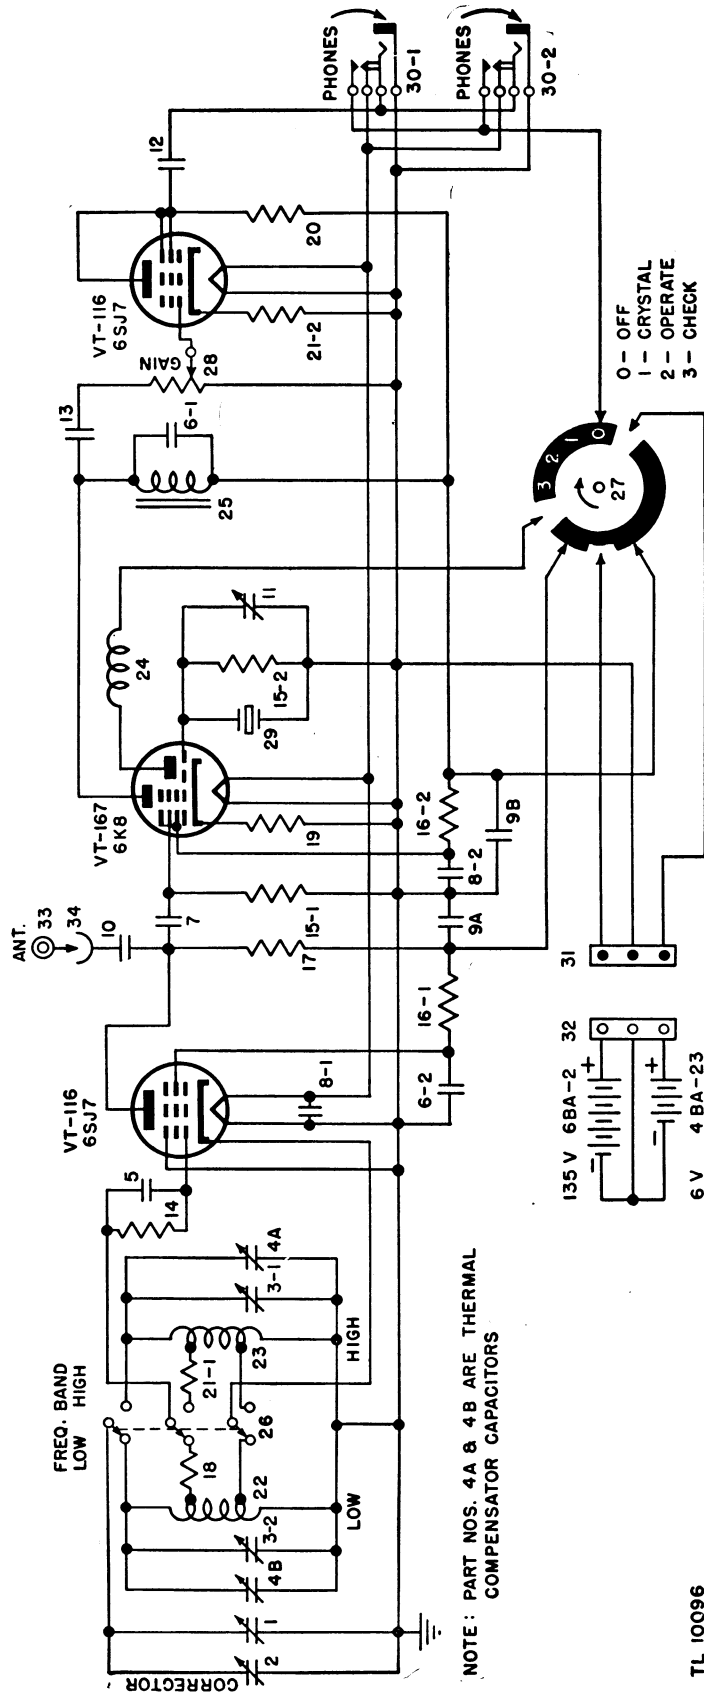 CORRECTOR
2
1
4B
3-2
22
LOW
FREQ. BAND
LOW HIGH
18
26
21-1
23
HIGH
3-1
4A
14
5
VT-116
6SJ7
8-1
6-2
16-1
ANT.
33
34
10
7
17
15-1
9A
8-2
16-2
9B
VT-167
6K8
19
29
15-2
11
24
25
6-1
13
GAIN
28
VT-116
6SJ7
21-2
20
12
PHONES
30-1
PHONES
30-2
NOTE: PART NOS. 4A & 4B ARE THERMAL
COMPENSATOR CAPACITORS
135 V 6BA-2
+
−
32
31
6 V 4 BA-23
+
−
3 2 1 0
27
0 - OFF
1 - CRYSTAL
2 - OPERATE
3 - CHECK
TL 10096